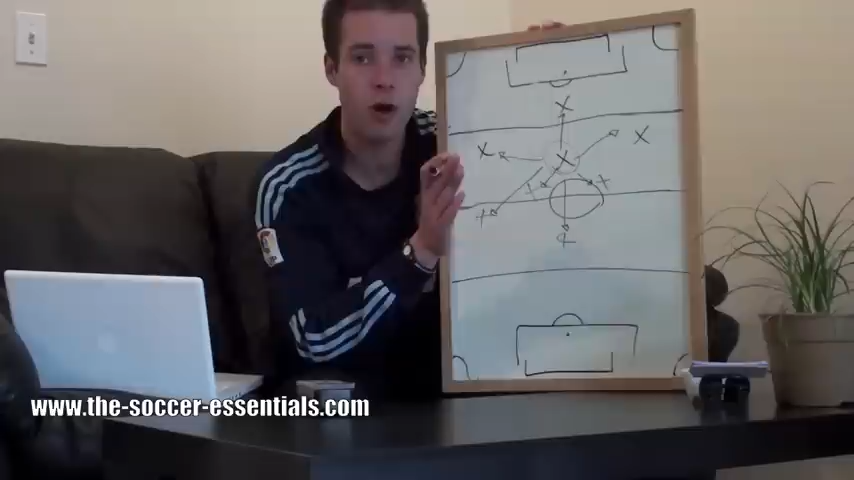 X
X X
X
+ +
+
www.the-soccer-essentials.com